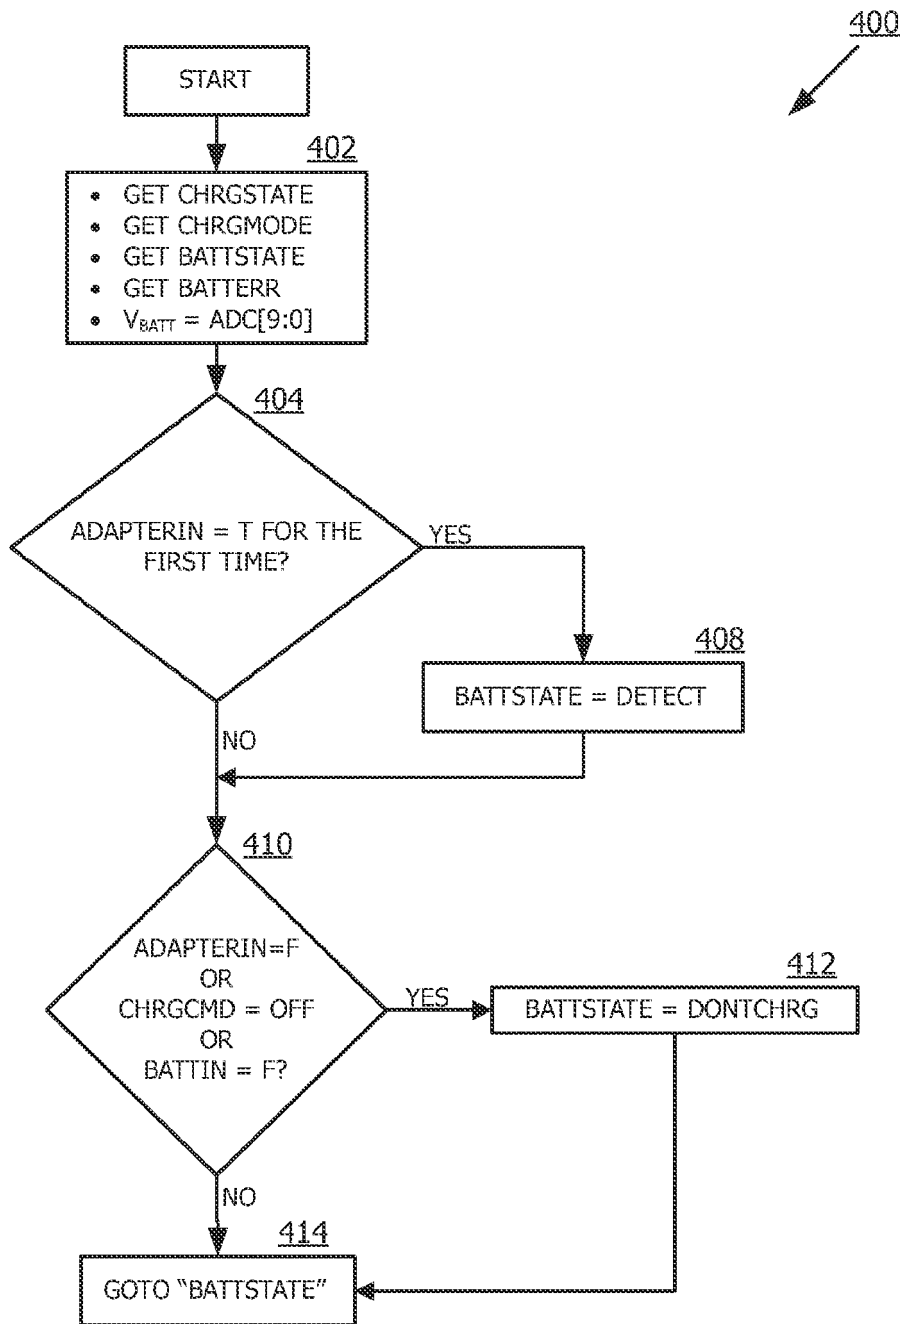 400
START
402
• GET CHRGSTATE
• GET CHRGMODE
• GET BATTSTATE
• GET BATTERR
• VBATT = ADC[9:0]
404
ADAPTERIN = T FOR THE
FIRST TIME?
YES
408
BATTSTATE = DETECT
NO
410
ADAPTERIN=F
OR
CHRGCMD = OFF
OR
BATTIN = F?
YES
412
BATTSTATE = DONTCHRG
NO
414
GOTO “BATTSTATE”